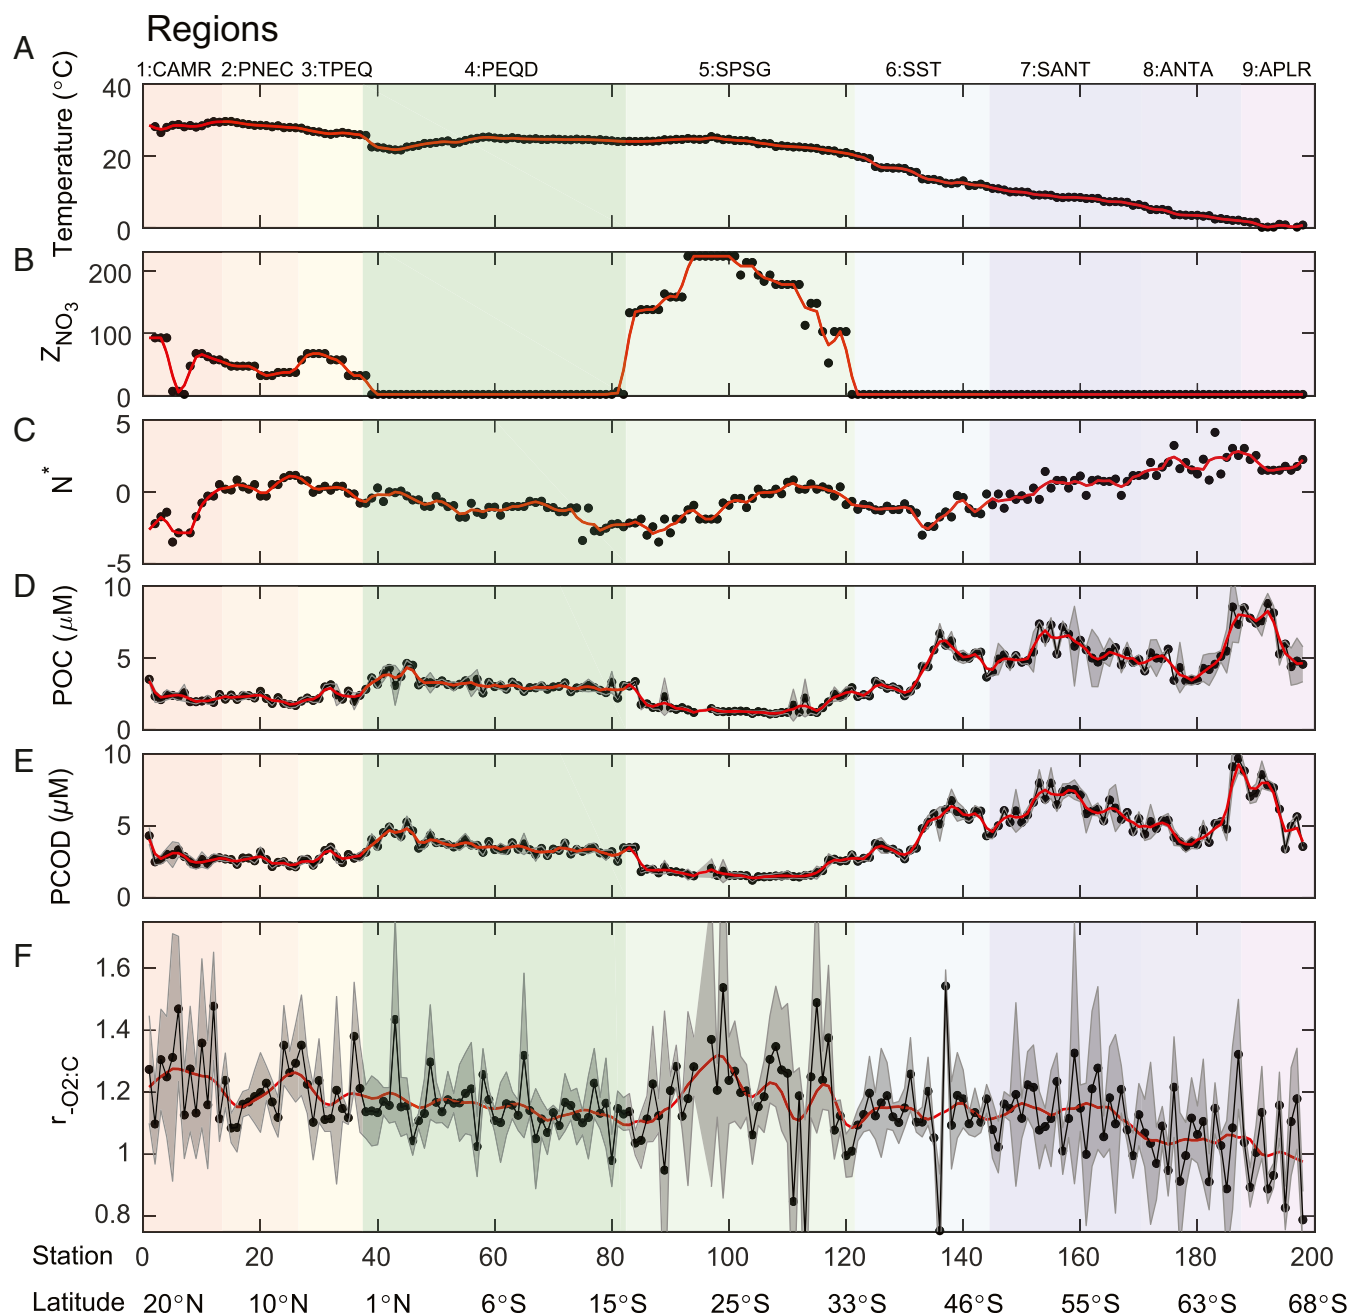 Regions
A
1:CAMR 2:PNEC 3:TPEQ 4:PEQD 5:SPSG 6:SST 7:SANT 8:ANTA 9:APLR
Temperature (°C)
40
20
0
B
Z_NO3
200
100
0
C
N*
5
0
-5
D
POC (μM)
10
5
0
E
PCOD (μM)
10
5
0
F
r_-O2:C
1.6
1.4
1.2
1
0.8
Station 0 20 40 60 80 100 120 140 160 180 200
Latitude 20°N 10°N 1°N 6°S 15°S 25°S 33°S 46°S 55°S 63°S 68°S